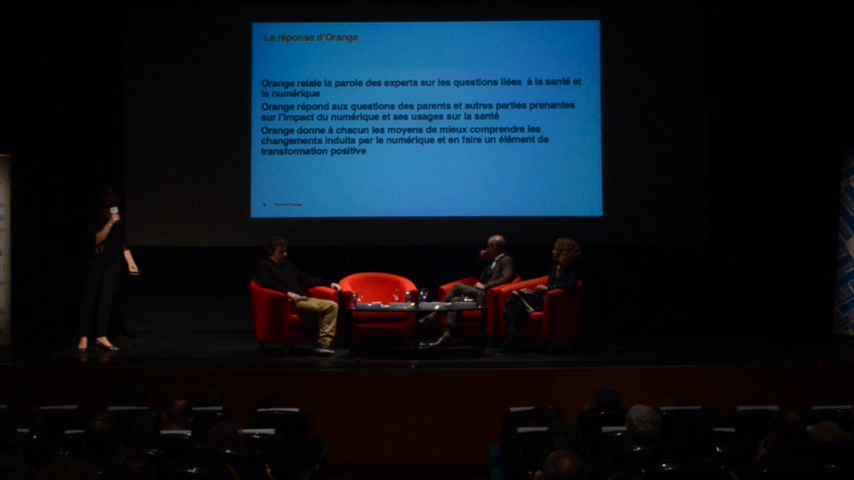 La réponse d'Orange
Orange relaie la parole des experts sur les questions liées à la santé et
le numérique
Orange répond aux questions des parents et autres parties prenantes
sur l'impact du numérique et ses usages sur la santé
Orange donne à chacun les moyens de mieux comprendre les
changements induits par le numérique et en faire un élément de
transformation positive